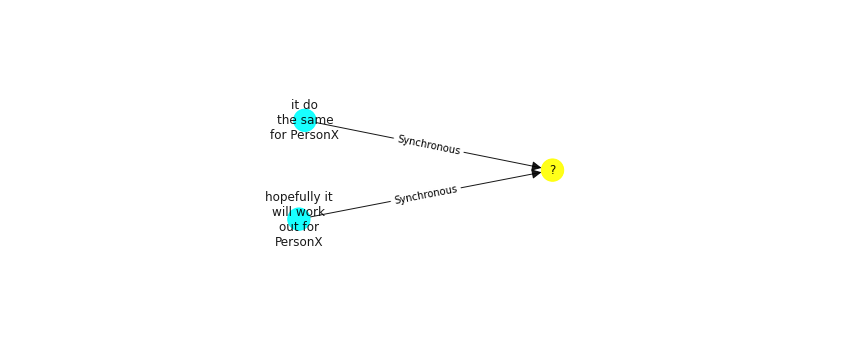 it do
the same
for PersonX
Synchronous
?
Synchronous
hopefully it
will work
out for
PersonX